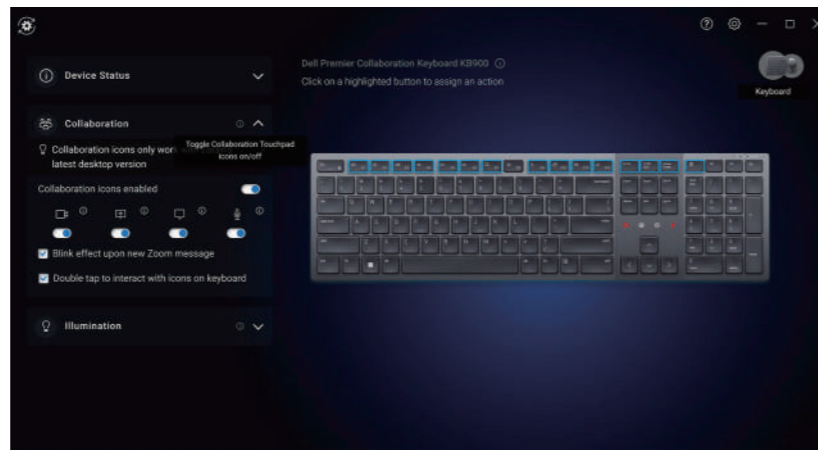 Device Status
Collaboration
Collaboration icons only work
latest desktop version
Toggle Collaboration Touchpad
icons on/off
Collaboration icons enabled
Blink effect upon new Zoom message
Double tap to interact with icons on keyboard
Illumination
Dell Premier Collaboration Keyboard KB900
Click on a highlighted button to assign an action
Keyboard